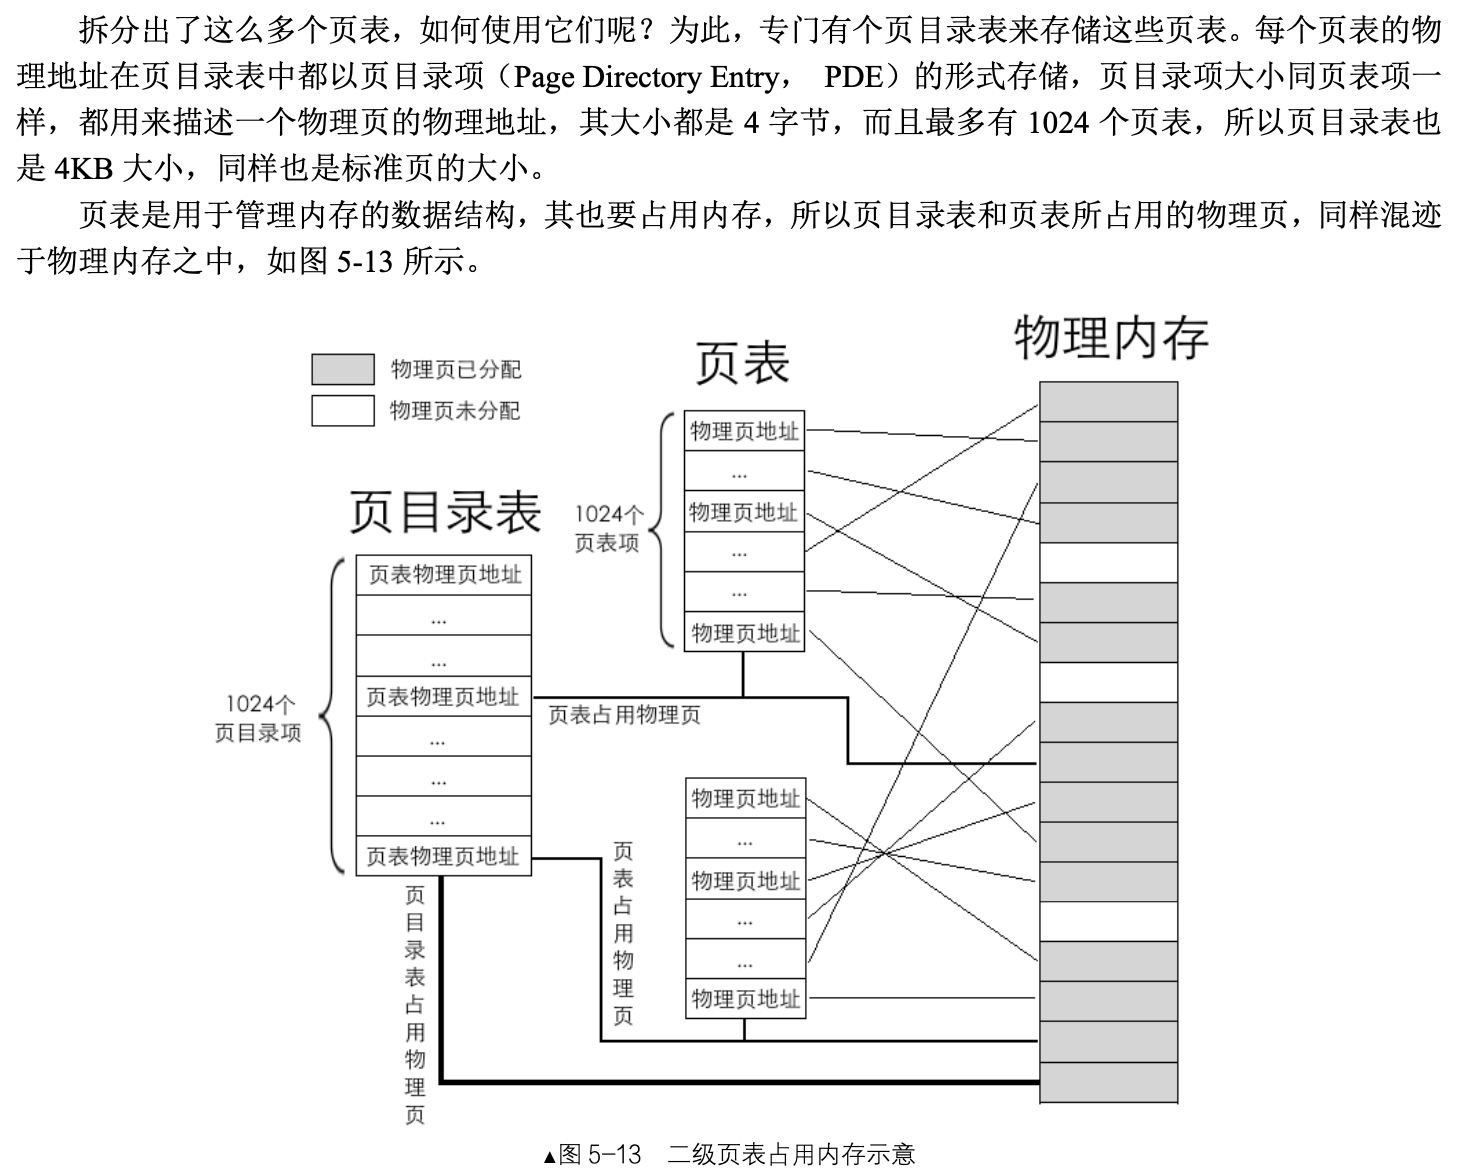 拆分出了这么多个页表，如何使用它们呢？为此，专门有个页目录表来存储这些页表。每个页表的物
理地址在页目录表中都以页目录项（Page Directory Entry， PDE）的形式存储，页目录项大小同页表项一
样，都用来描述一个物理页的物理地址，其大小都是 4 字节，而且最多有 1024 个页表，所以页目录表也
是 4KB 大小，同样也是标准页的大小。
页表是用于管理内存的数据结构，其也要占用内存，所以页目录表和页表所占用的物理页，同样混迹
于物理内存之中，如图 5-13 所示。
物理页已分配
物理页未分配
页目录表
1024个
页目录项
页表物理页地址
...
...
页表物理页地址
...
...
...
页表物理页地址
页目录表占用物理页
页表
1024个
页表项
物理页地址
...
物理页地址
...
...
物理页地址
页表占用物理页
页表占用物理页
物理页地址
...
物理页地址
...
...
物理页地址
物理内存
▲图 5-13 二级页表占用内存示意